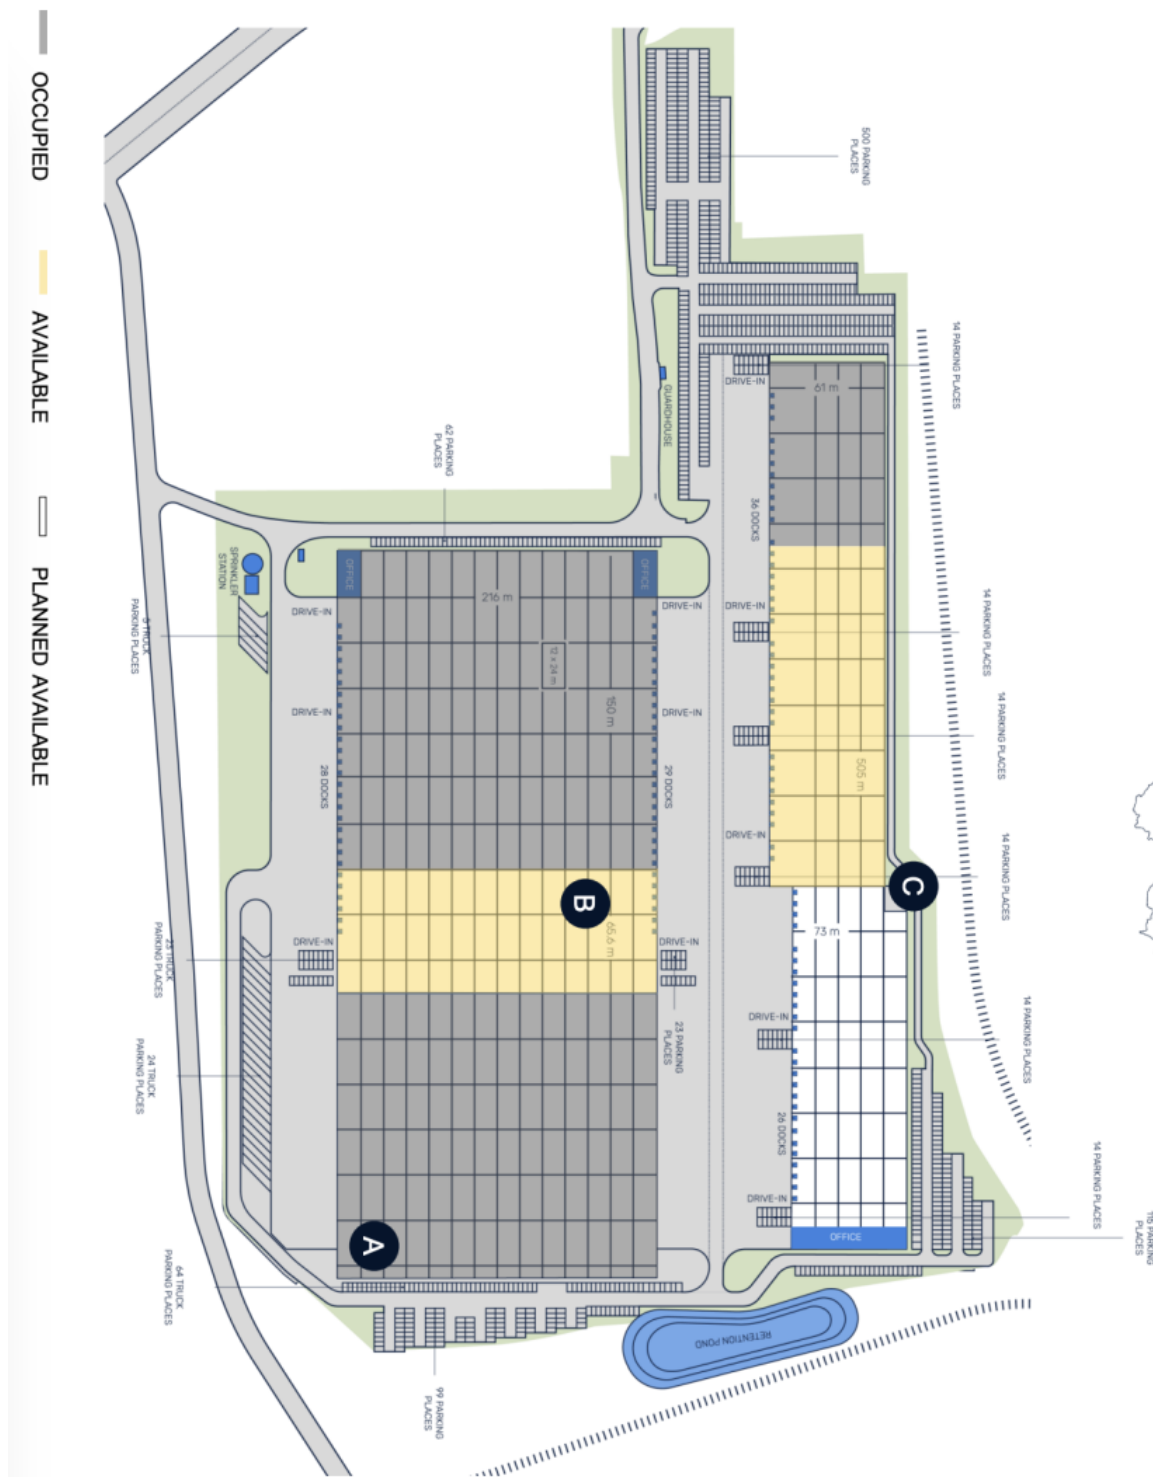 OCCUPIED
AVAILABLE
PLANNED AVAILABLE
500 PARKING
PLACES
14 PARKING PLACES
DRIVE-IN
61 m
GUARDHOUSE
62 PARKING
PLACES
36 DOCKS
SPRINKLER
STATION
OFFICE
OFFICE
216 m
DRIVE-IN
DRIVE-IN
DRIVE-IN
14 PARKING PLACES
6 TRUCK
PARKING PLACES
12 x 24 m
150 m
DRIVE-IN
DRIVE-IN
14 PARKING PLACES
28 DOCKS
29 DOCKS
505 m
DRIVE-IN
14 PARKING PLACES
C
B
65,6 m
73 m
DRIVE-IN
DRIVE-IN
23 TRUCK
PARKING PLACES
23 PARKING
PLACES
DRIVE-IN
14 PARKING PLACES
24 TRUCK
PARKING PLACES
26 DOCKS
DRIVE-IN
14 PARKING PLACES
A
OFFICE
115 PARKING
PLACES
64 TRUCK
PARKING PLACES
RETENTION POND
99 PARKING
PLACES